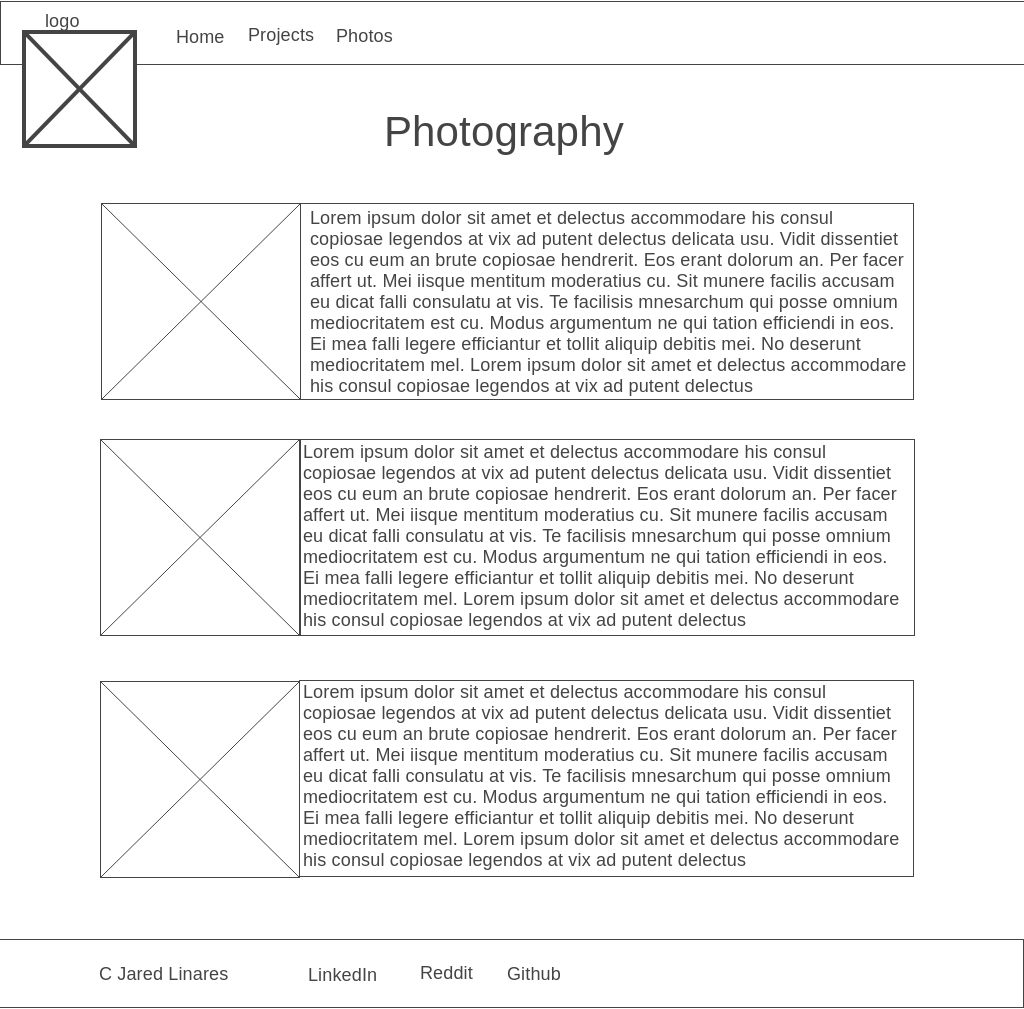 logo
Home Projects Photos
Photography
Lorem ipsum dolor sit amet et delectus accommodare his consul
copiosae legendos at vix ad putent delectus delicata usu. Vidit dissentiet
eos cu eum an brute copiosae hendrerit. Eos erant dolorum an. Per facer
affert ut. Mei iisque mentitum moderatius cu. Sit munere facilis accusam
eu dicat falli consulatu at vis. Te facilisis mnesarchum qui posse omnium
mediocritatem est cu. Modus argumentum ne qui tation efficiendi in eos.
Ei mea falli legere efficiantur et tollit aliquip debitis mei. No deserunt
mediocritatem mel. Lorem ipsum dolor sit amet et delectus accommodare
his consul copiosae legendos at vix ad putent delectus
Lorem ipsum dolor sit amet et delectus accommodare his consul
copiosae legendos at vix ad putent delectus delicata usu. Vidit dissentiet
eos cu eum an brute copiosae hendrerit. Eos erant dolorum an. Per facer
affert ut. Mei iisque mentitum moderatius cu. Sit munere facilis accusam
eu dicat falli consulatu at vis. Te facilisis mnesarchum qui posse omnium
mediocritatem est cu. Modus argumentum ne qui tation efficiendi in eos.
Ei mea falli legere efficiantur et tollit aliquip debitis mei. No deserunt
mediocritatem mel. Lorem ipsum dolor sit amet et delectus accommodare
his consul copiosae legendos at vix ad putent delectus
Lorem ipsum dolor sit amet et delectus accommodare his consul
copiosae legendos at vix ad putent delectus delicata usu. Vidit dissentiet
eos cu eum an brute copiosae hendrerit. Eos erant dolorum an. Per facer
affert ut. Mei iisque mentitum moderatius cu. Sit munere facilis accusam
eu dicat falli consulatu at vis. Te facilisis mnesarchum qui posse omnium
mediocritatem est cu. Modus argumentum ne qui tation efficiendi in eos.
Ei mea falli legere efficiantur et tollit aliquip debitis mei. No deserunt
mediocritatem mel. Lorem ipsum dolor sit amet et delectus accommodare
his consul copiosae legendos at vix ad putent delectus
C Jared Linares LinkedIn Reddit Github